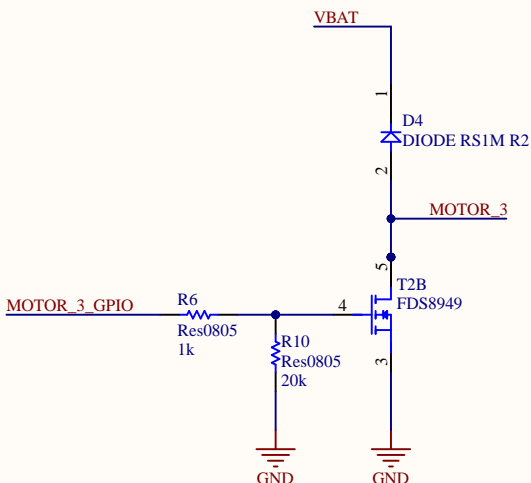 VBAT
1
D4
DIODE RS1M R2
2
MOTOR_3
5
T2B
FDS8949
MOTOR_3_GPIO
R6
4
Res0805
1k
R10
Res0805
20k
3
GND
GND